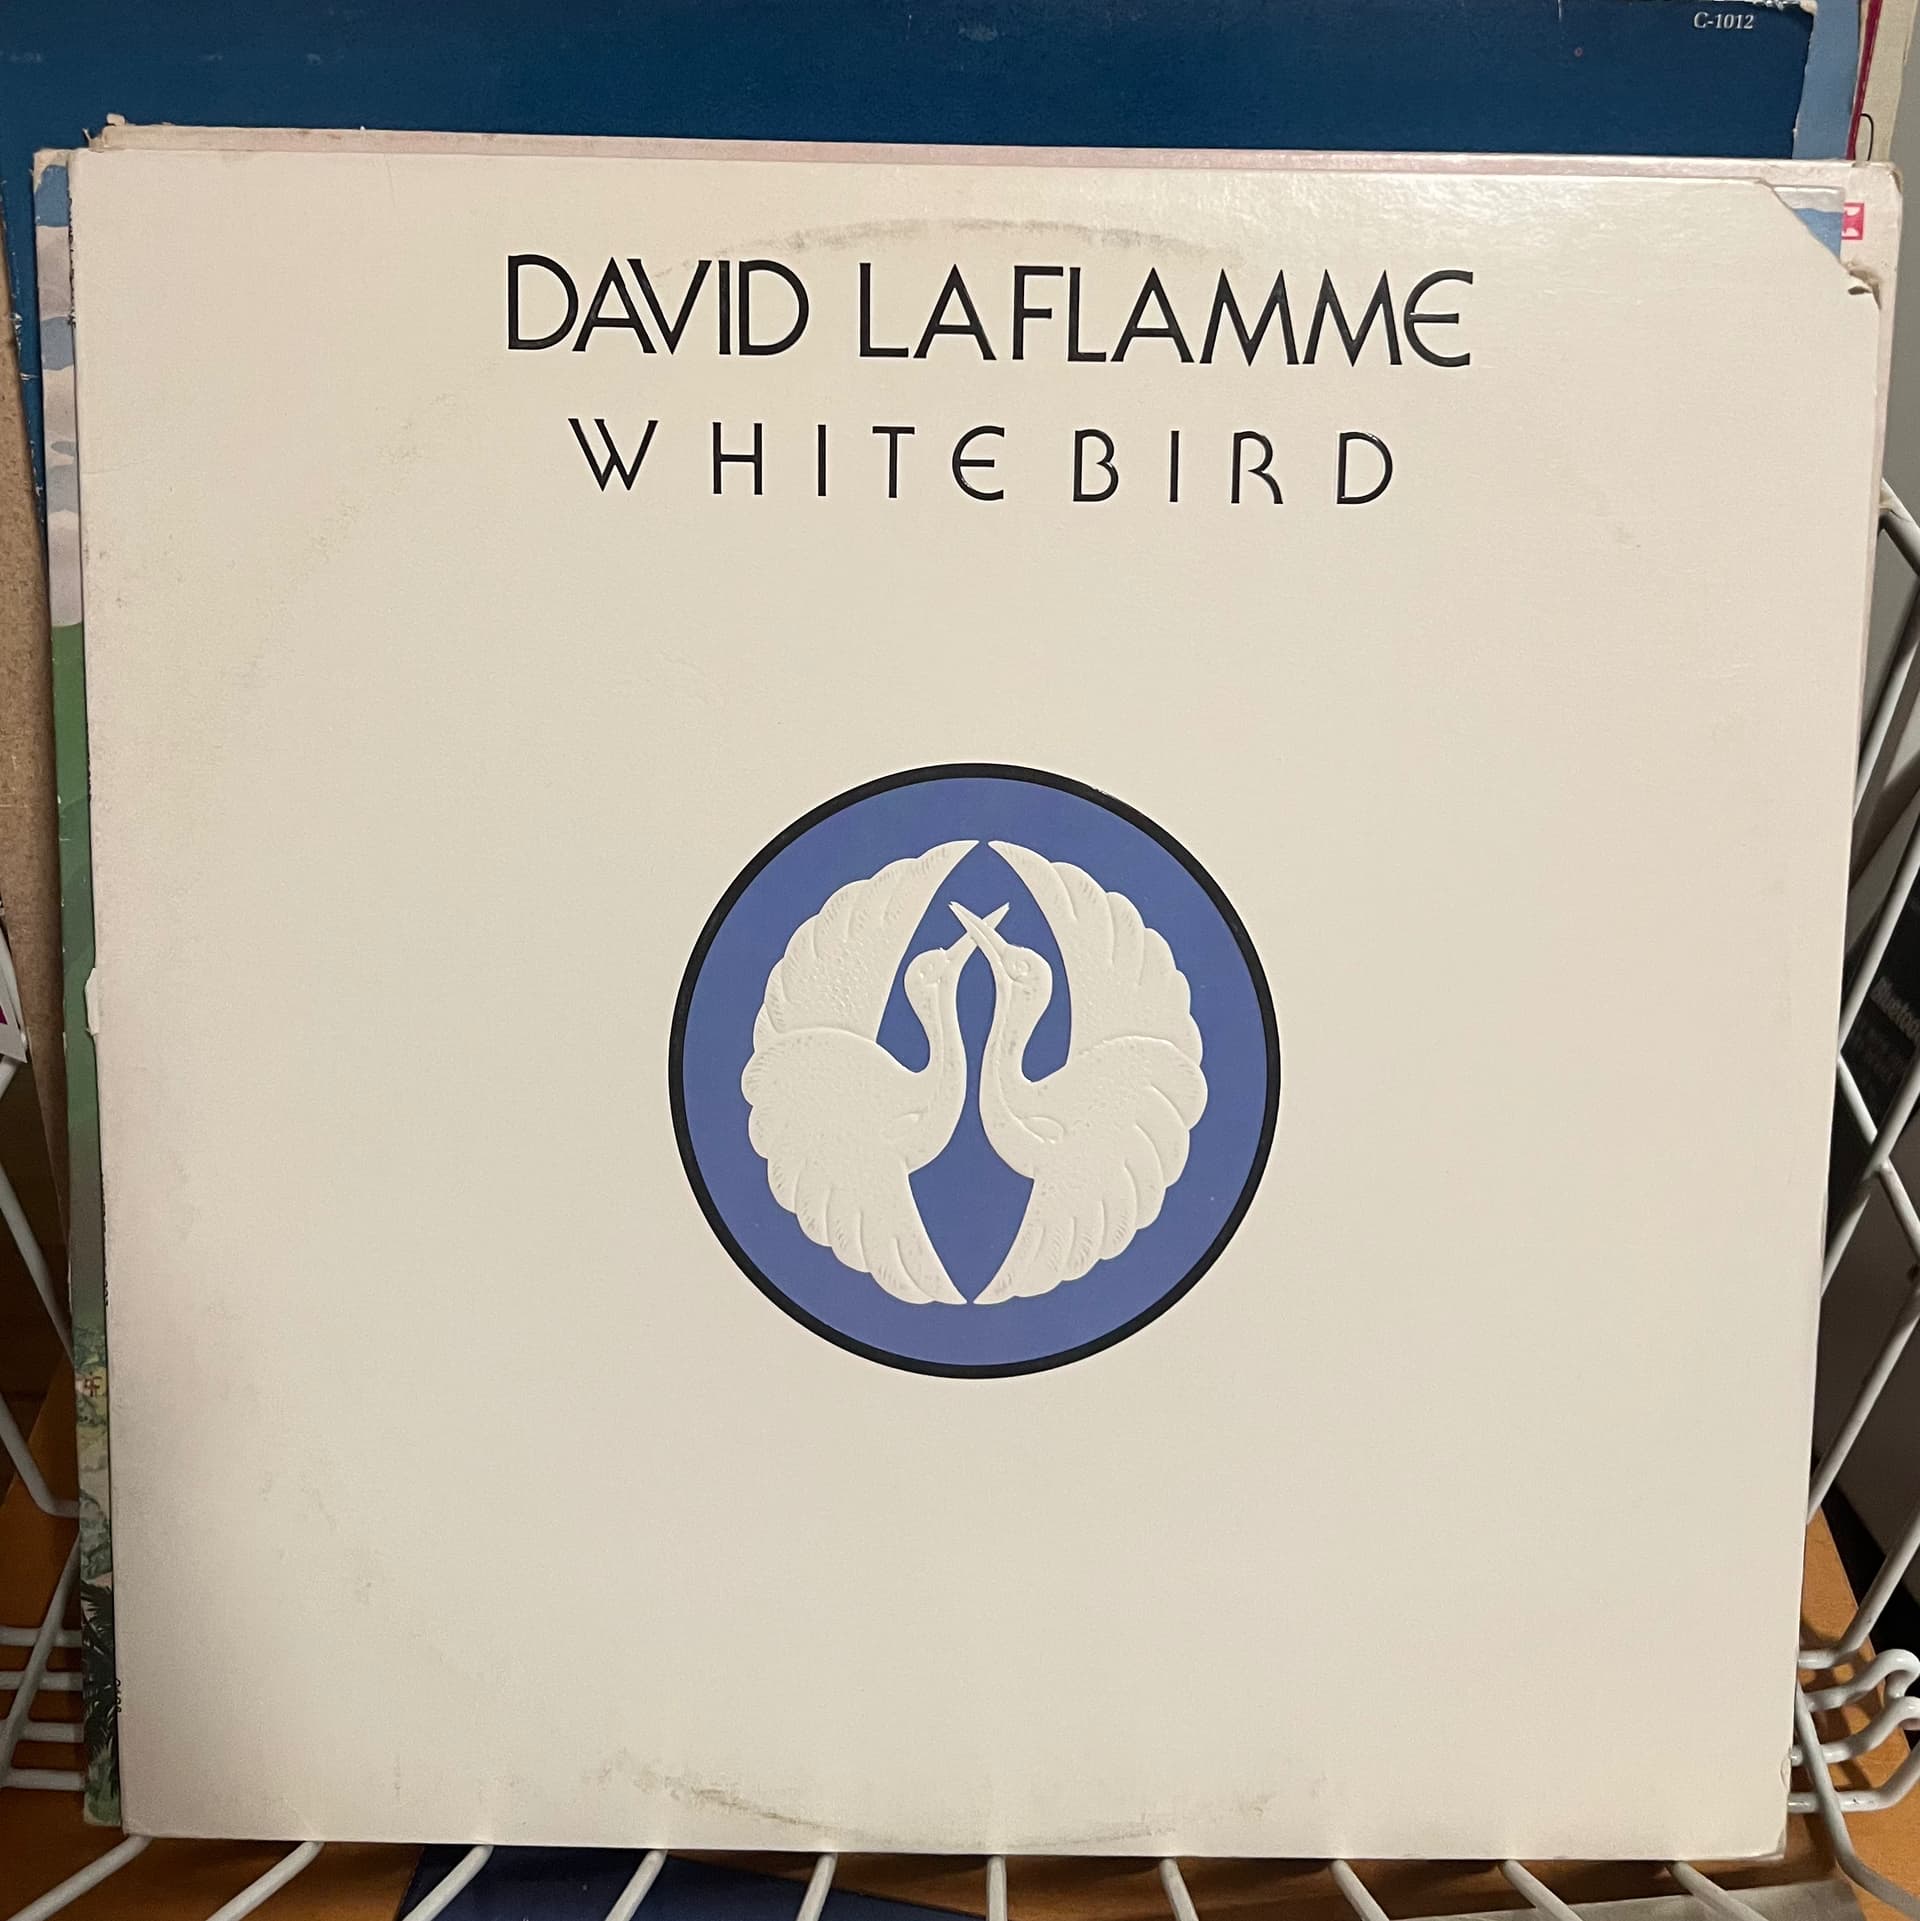 C-1012
DAVID LAFLAMME
WHITE BIRD